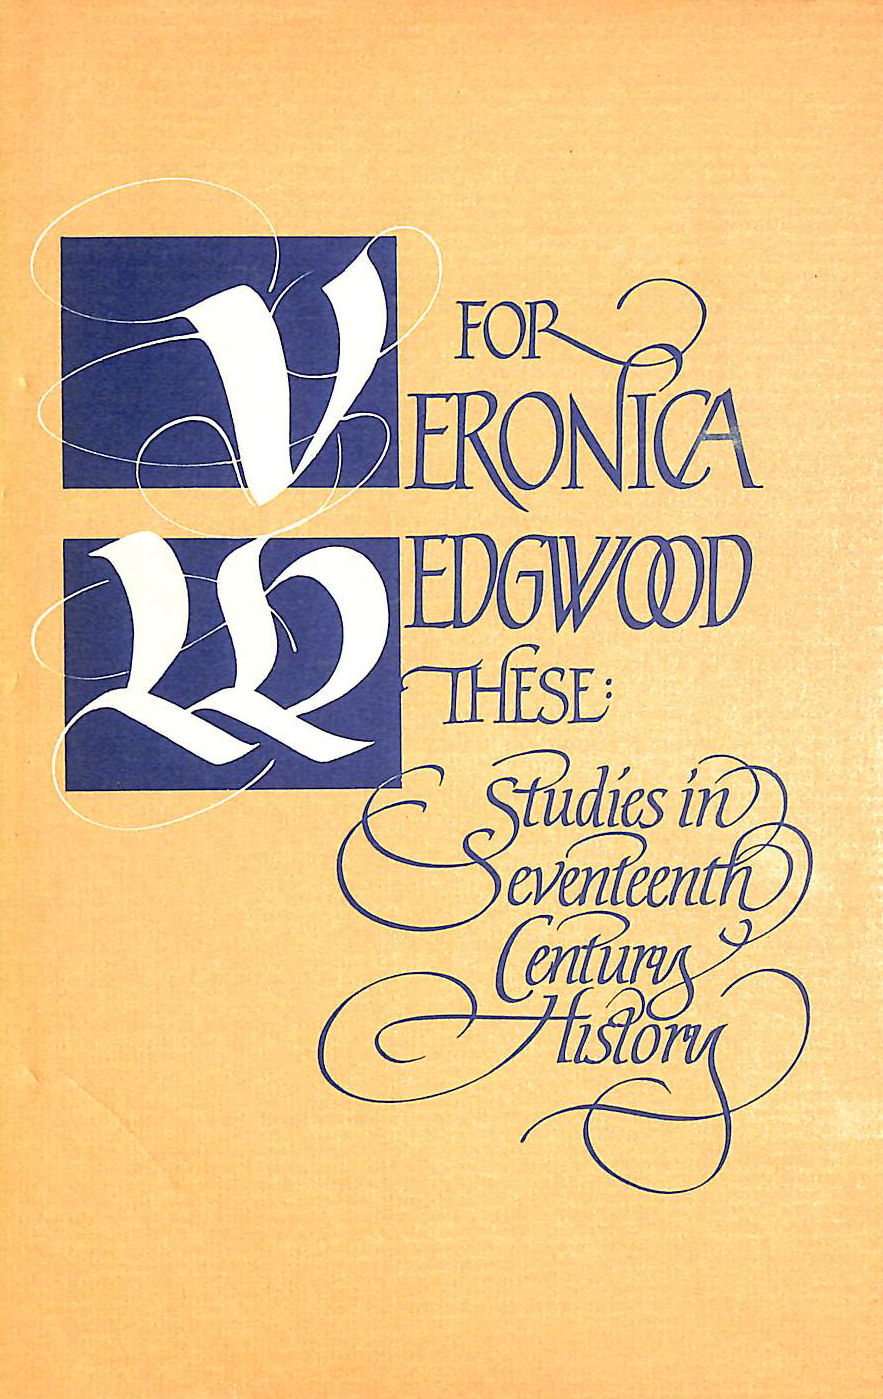 FOR
VERONICA
WEDGWOOD
THESE:
Studies in
Seventeenth
Century
History